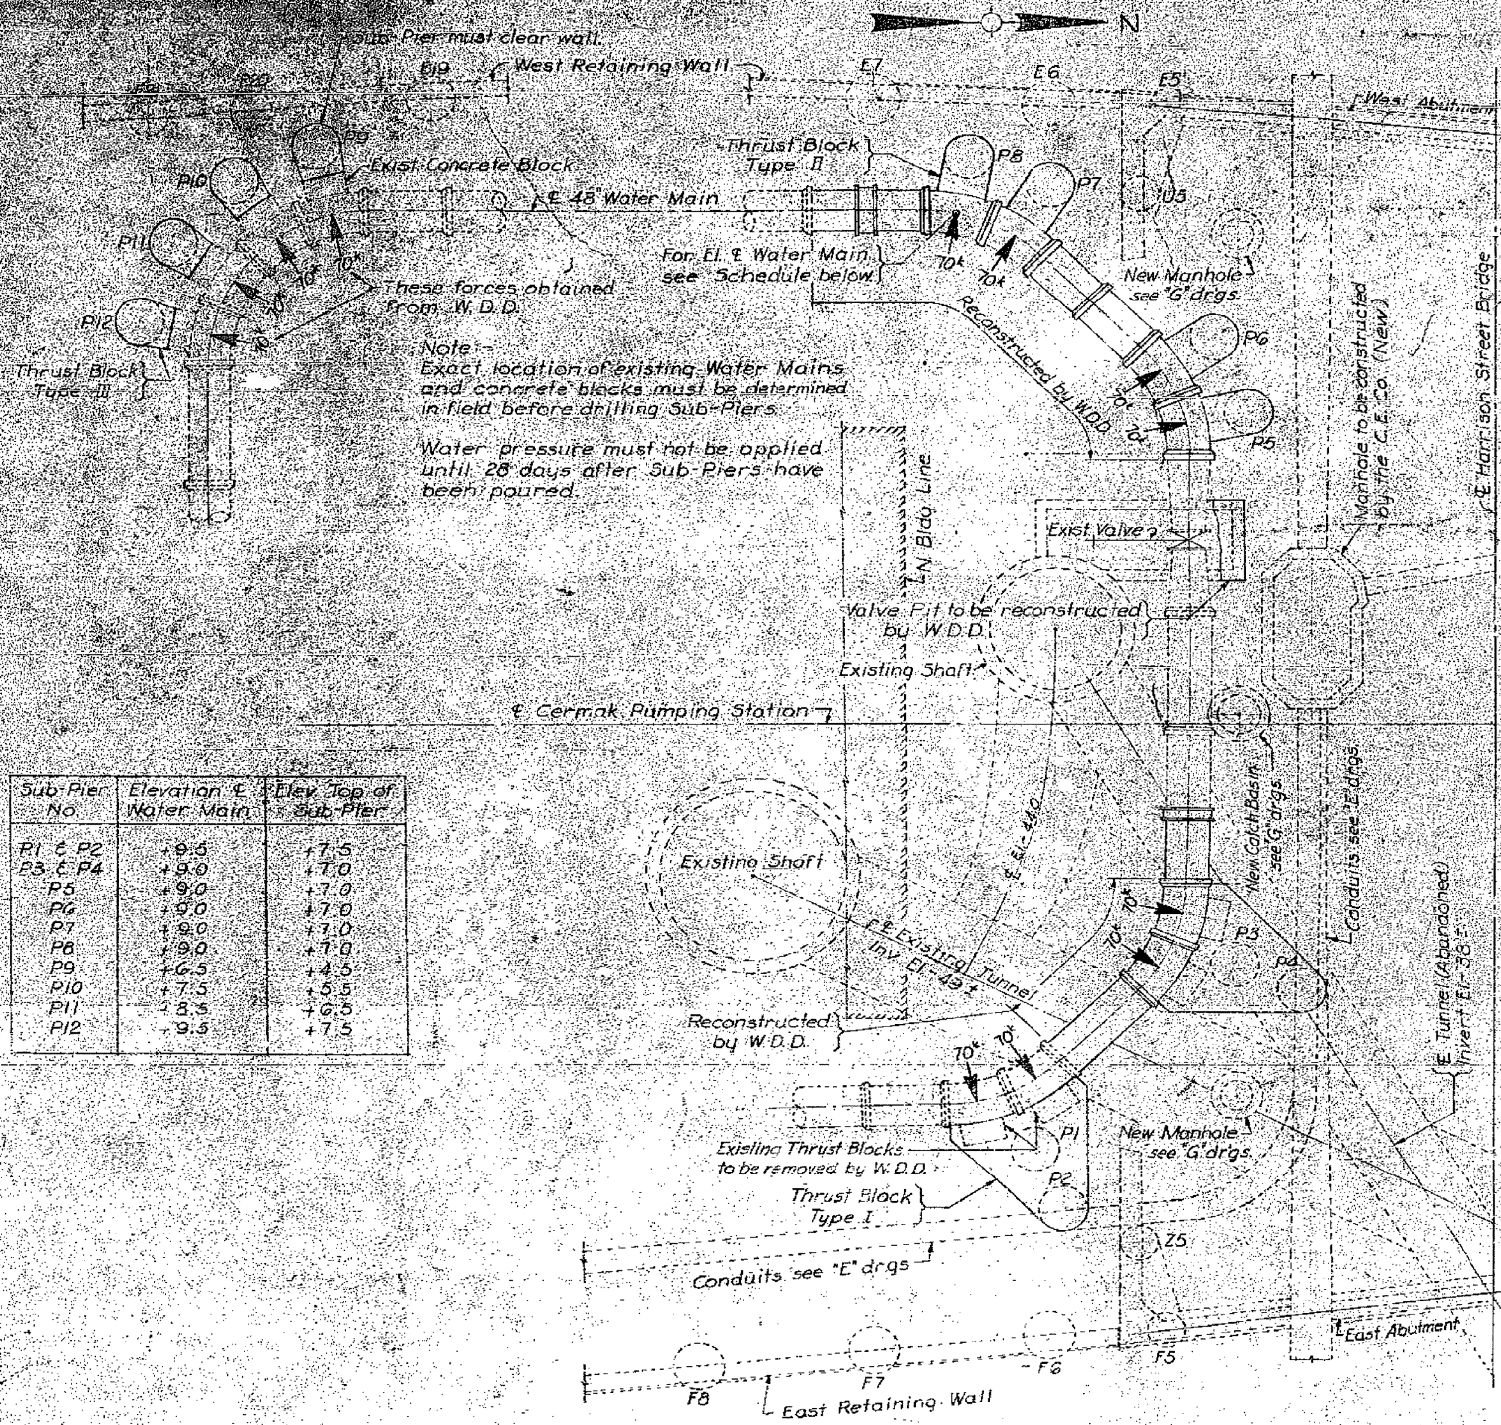 N
Sub-Pier must clear wall.
E19
West Retaining Wall
E7
E6
E5
West Abutment
P9
Exist Concrete Block
P10
Thrust Block
Type II
P8
P7
U5
℄ 48" Water Main
P11
For El. ℄ Water Main
see Schedule below
70k
70k
New Manhole
see "G" drgs.
70k
70k
70k
70k
These forces obtained
from W.D.D.
P12
Thrust Block
Type III
Note:-
Exact location of existing Water Mains
and concrete blocks must be determined
in field before drilling Sub-Piers
Water pressure must not be applied
until 28 days after Sub-Piers have
been poured.
Reconstructed by W.D.D.
P6
70k
70k
P5
Manhole to be constructed
by the C.E.Co. (New)
℄ Harrison Street Bridge
N. Bldg Line
Exist Valve
Valve Pit to be reconstructed
by W.D.D.
Existing Shaft
℄ Cermak Pumping Station
Sub-Pier No. | Elevation ℄ Water Main | Elev. Top of Sub-Pier
P1 & P2 +9.5 +7.5
P3 & P4 +9.0 +7.0
P5 +9.0 +7.0
P6 +9.0 +7.0
P7 +9.0 +7.0
P8 +9.0 +7.0
P9 +6.5 +4.5
P10 +7.5 +5.5
P11 8.5 +6.5
P12 9.5 +7.5
Existing Shaft
℄ El.-44.0
New Catch Basin
see "G" drgs.
Conduits see "E" drgs
℄ Existing Tunnel
Inv. El.-49±
70k
70k
P3
P4
℄ Tunnel (Abandoned)
Invert El.-38±
Reconstructed
by W.D.D.
70k
70k
P1
Existing Thrust Blocks
to be removed by W.D.D.
New Manhole
see "G" drgs.
P2
Thrust Block
Type I
Z5
Conduits see "E" drgs
East Abutment
F5
F6
F7
F8
East Retaining Wall